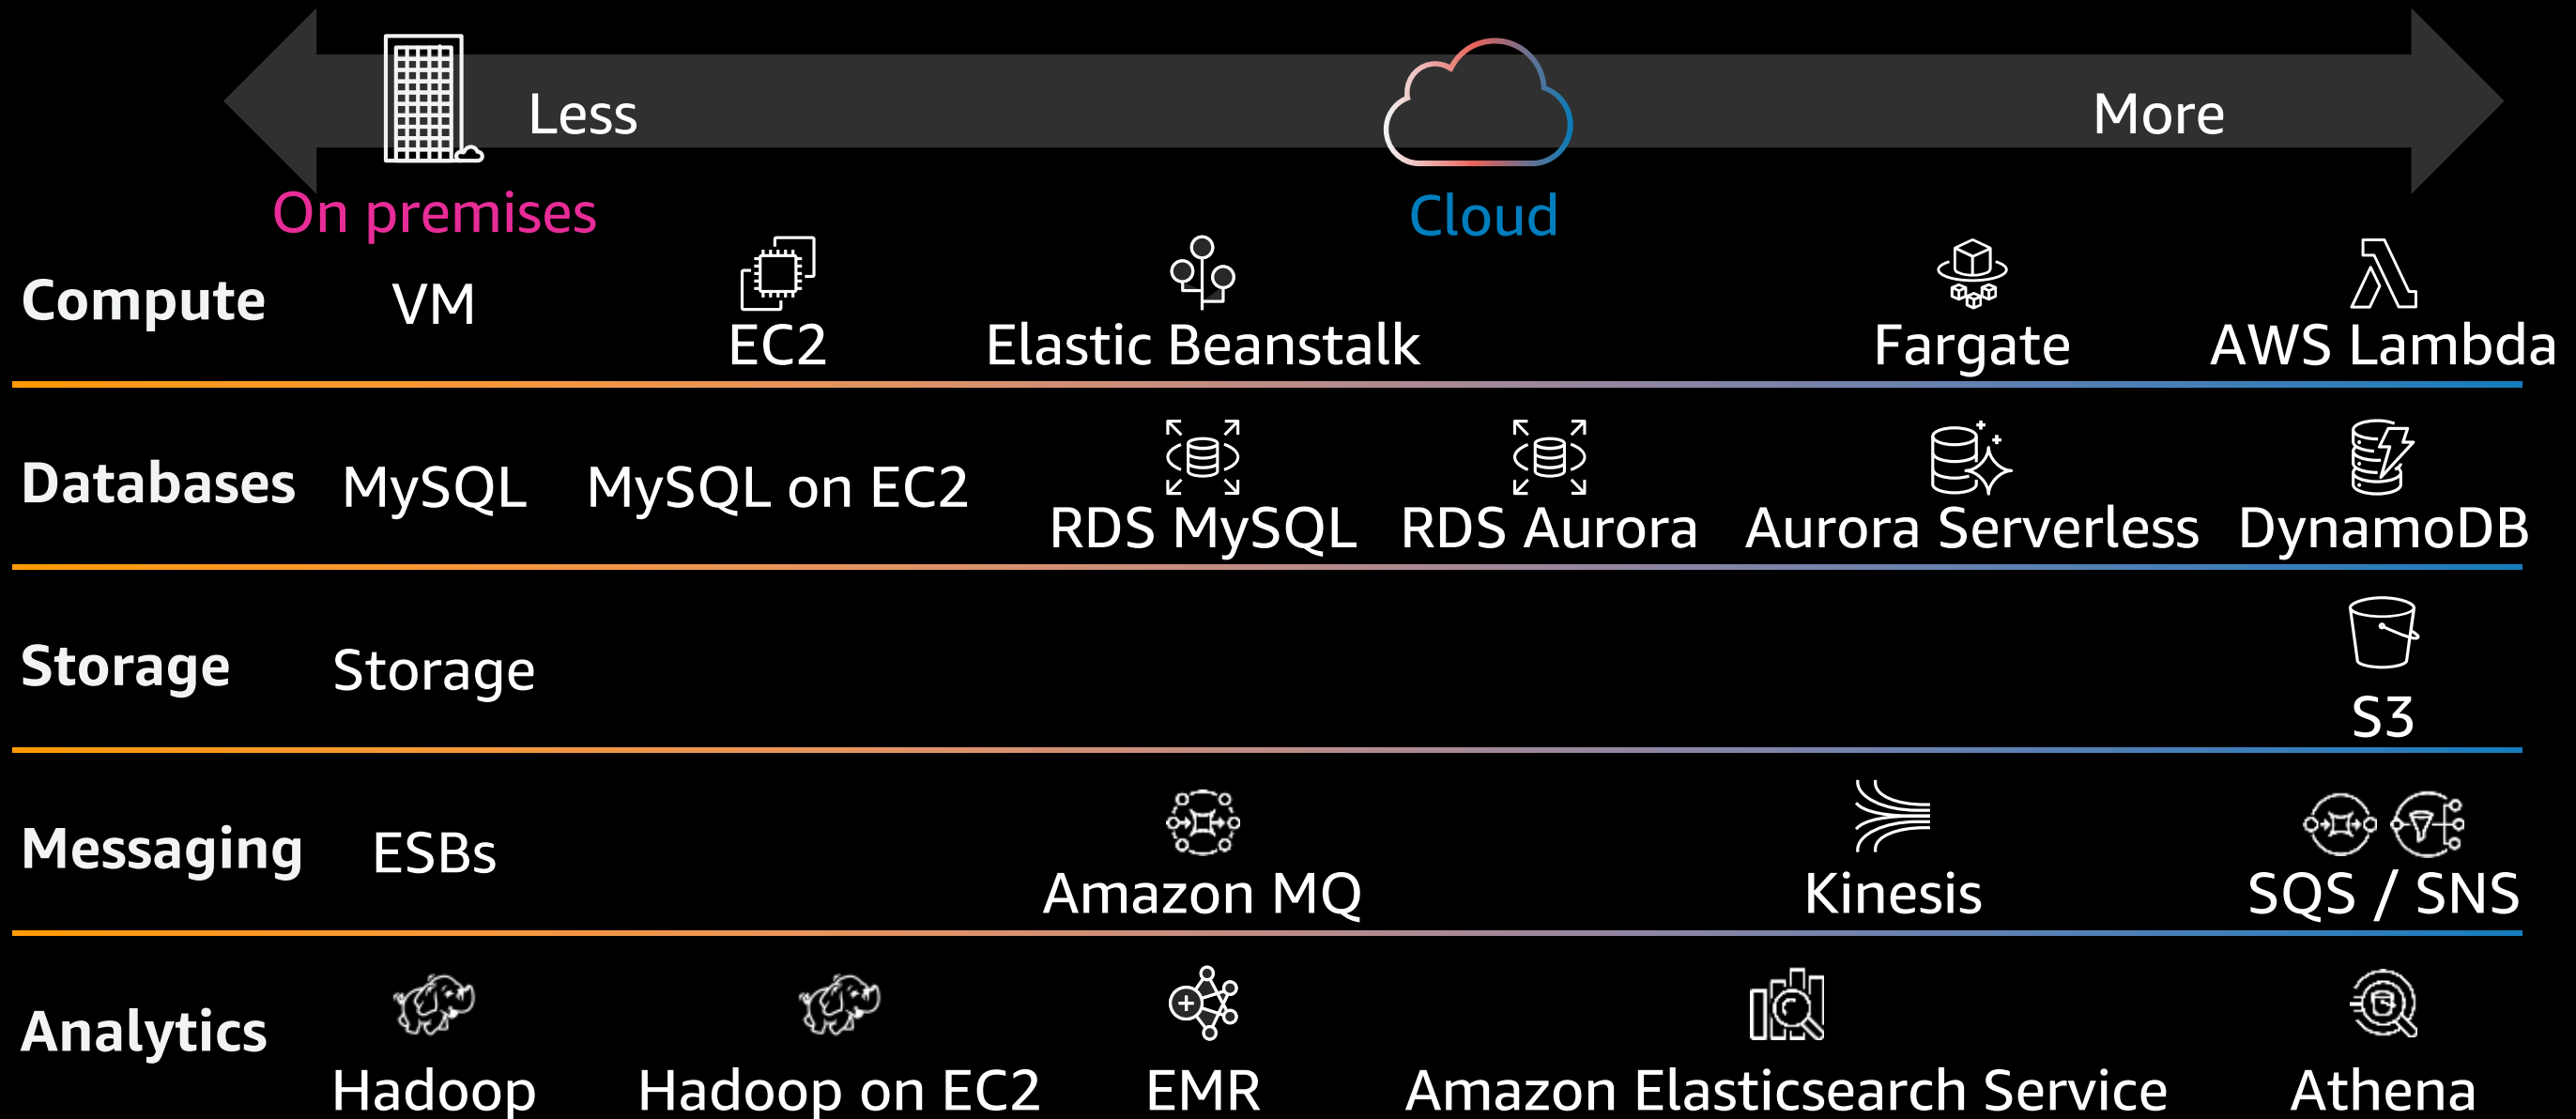 Less
More
On premises
Cloud
Compute
VM
EC2
Elastic Beanstalk
Fargate
AWS Lambda
Databases
MySQL
MySQL on EC2
RDS MySQL
RDS Aurora
Aurora Serverless
DynamoDB
Storage
Storage
S3
Messaging
ESBs
Amazon MQ
Kinesis
SQS / SNS
Analytics
Hadoop
Hadoop on EC2
EMR
Amazon Elasticsearch Service
Athena